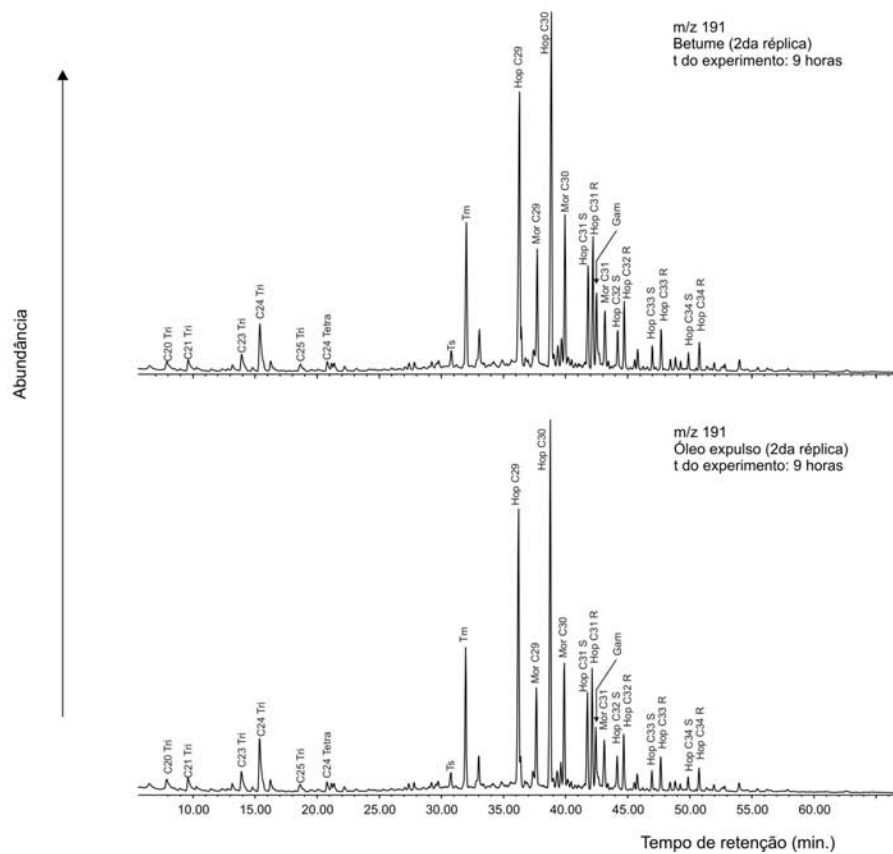 m/z 191
Betume (2da réplica)
t do experimento: 9 horas
Hop C30
Hop C29
Tm
Mor C29
Mor C30
Hop C31 S
Hop C31 R
Gam
Mor C31
Hop C32 S
Hop C32 R
Hop C33 S
Hop C33 R
Hop C34 S
Hop C34 R
C20 Tri
C21 Tri
C23 Tri
C24 Tri
C25 Tri
C24 Tetra
Ts
Abundância
m/z 191
Óleo expulso (2da réplica)
t do experimento: 9 horas
Hop C30
Hop C29
Tm
Mor C29
Mor C30
Hop C31 S
Hop C31 R
Gam
Mor C31
Hop C32 S
Hop C32 R
Hop C33 S
Hop C33 R
Hop C34 S
Hop C34 R
C20 Tri
C21 Tri
C23 Tri
C24 Tri
C25 Tri
C24 Tetra
Ts
10.00 15.00 20.00 25.00 30.00 35.00 40.00 45.00 50.00 55.00 60.00
Tempo de retenção (min.)